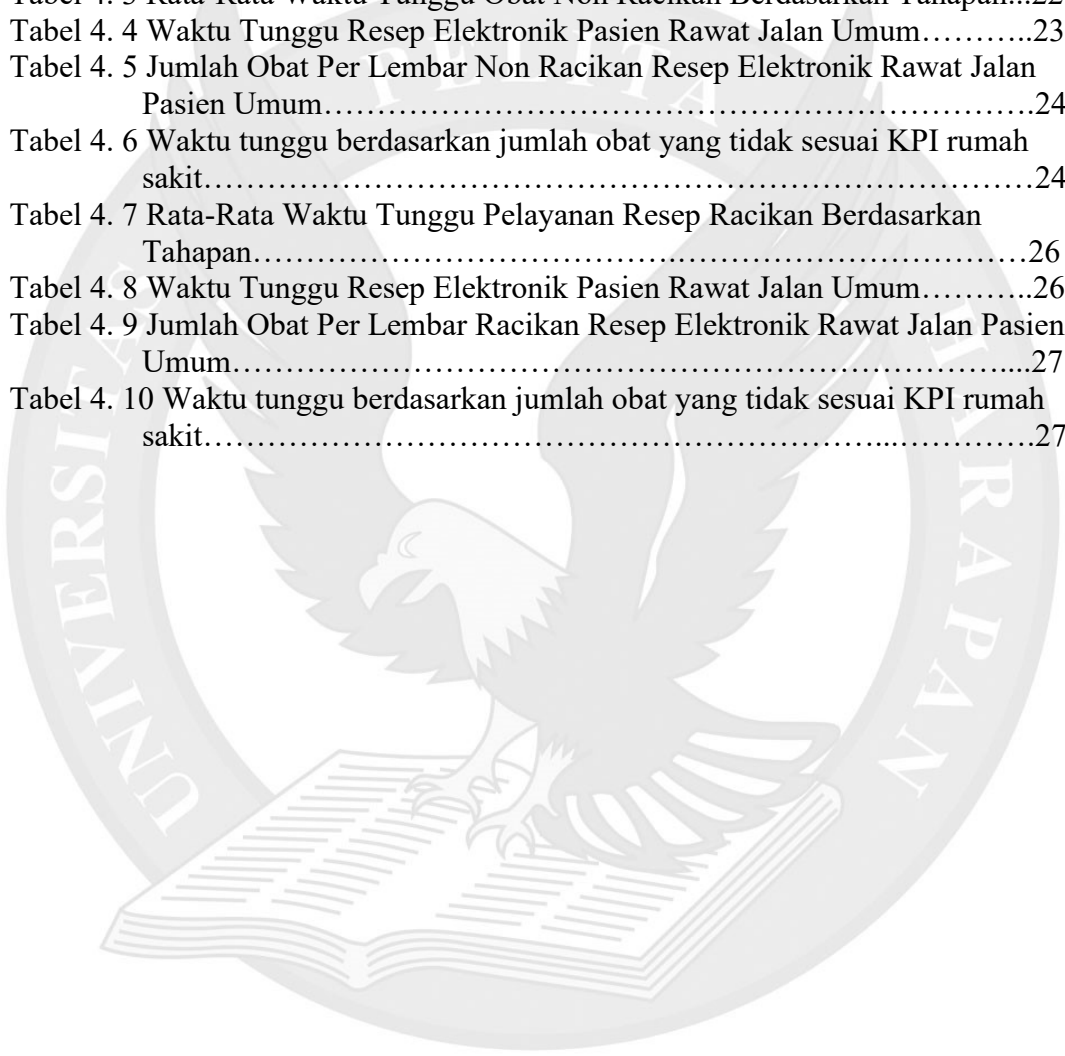 Tabel 4. 3 Rata-Rata Waktu Tunggu Obat Non Racikan Berdasarkan Tahapan...22
Tabel 4. 4 Waktu Tunggu Resep Elektronik Pasien Rawat Jalan Umum………..23
Tabel 4. 5 Jumlah Obat Per Lembar Non Racikan Resep Elektronik Rawat Jalan
Pasien Umum……………………………………………………………………24
Tabel 4. 6 Waktu tunggu berdasarkan jumlah obat yang tidak sesuai KPI rumah
sakit………………………………………………………………………………24
Tabel 4. 7 Rata-Rata Waktu Tunggu Pelayanan Resep Racikan Berdasarkan
Tahapan…………………………………..………………………………26
Tabel 4. 8 Waktu Tunggu Resep Elektronik Pasien Rawat Jalan Umum………..26
Tabel 4. 9 Jumlah Obat Per Lembar Racikan Resep Elektronik Rawat Jalan Pasien
Umum………………………………………………………………………....27
Tabel 4. 10 Waktu tunggu berdasarkan jumlah obat yang tidak sesuai KPI rumah
sakit………………………………………………………...……………27
UNIVERSITAS PELITA HARAPAN